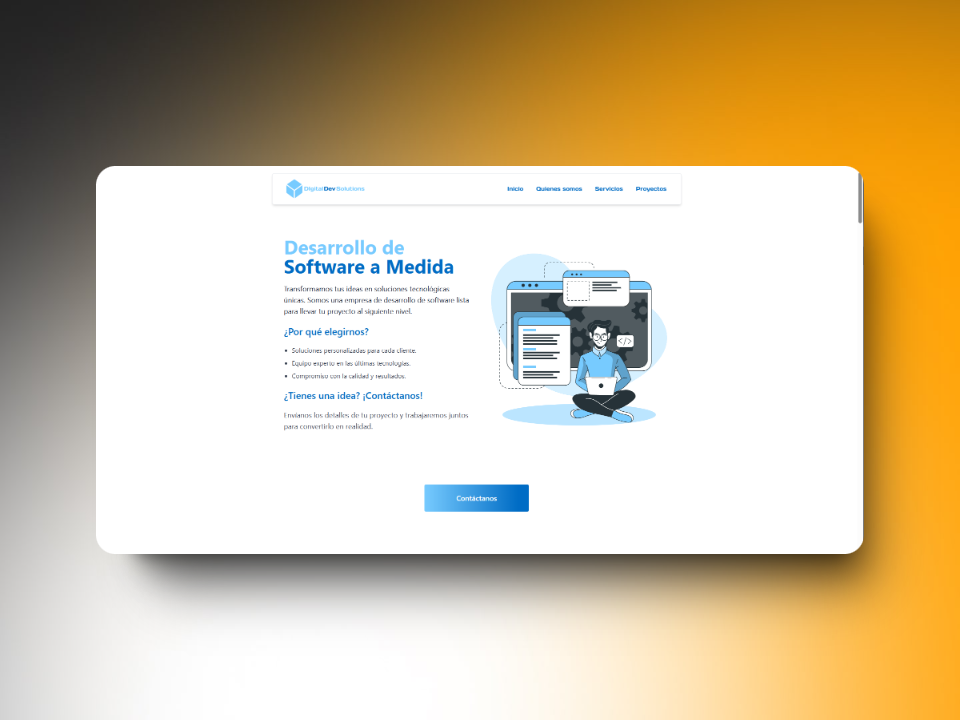 DigitalDevSolutions
Inicio Quienes somos Servicios Proyectos
Desarrollo de
Software a Medida
Transformamos tus ideas en soluciones tecnológicas
únicas. Somos una empresa de desarrollo de software lista
para llevar tu proyecto al siguiente nivel.
¿Por qué elegirnos?
• Soluciones personalizadas para cada cliente.
• Equipo experto en las últimas tecnologías.
• Compromiso con la calidad y resultados.
¿Tienes una idea? ¡Contáctanos!
Envíanos los detalles de tu proyecto y trabajaremos juntos
para convertirlo en realidad.
</>
Contáctanos